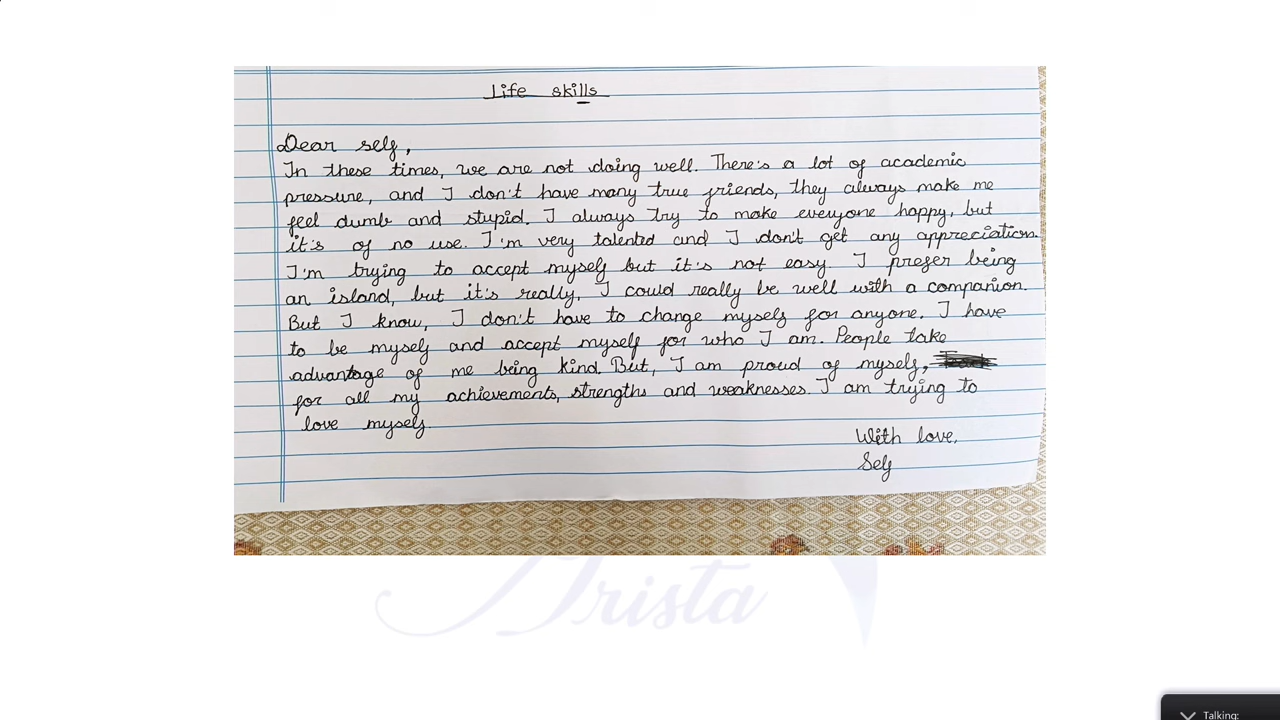 Life skills
Dear self,
In these times, we are not doing well. There's a lot of academic
pressure, and I don't have many true friends, they always make me
feel dumb and stupid. I always try to make everyone happy, but
it's of no use. I'm very talented and I don't get any appreciation.
I'm trying to accept myself but it's not easy. I prefer being
an island, but it's really, I could really be well with a companion.
But I know, I don't have to change myself for anyone. I have
to be myself and accept myself for who I am. People take
advantage of me being kind. But, I am proud of myself,
for all my achievements, strengths and weaknesses. I am trying to
love myself
With love,
Self
Arista
Talking: